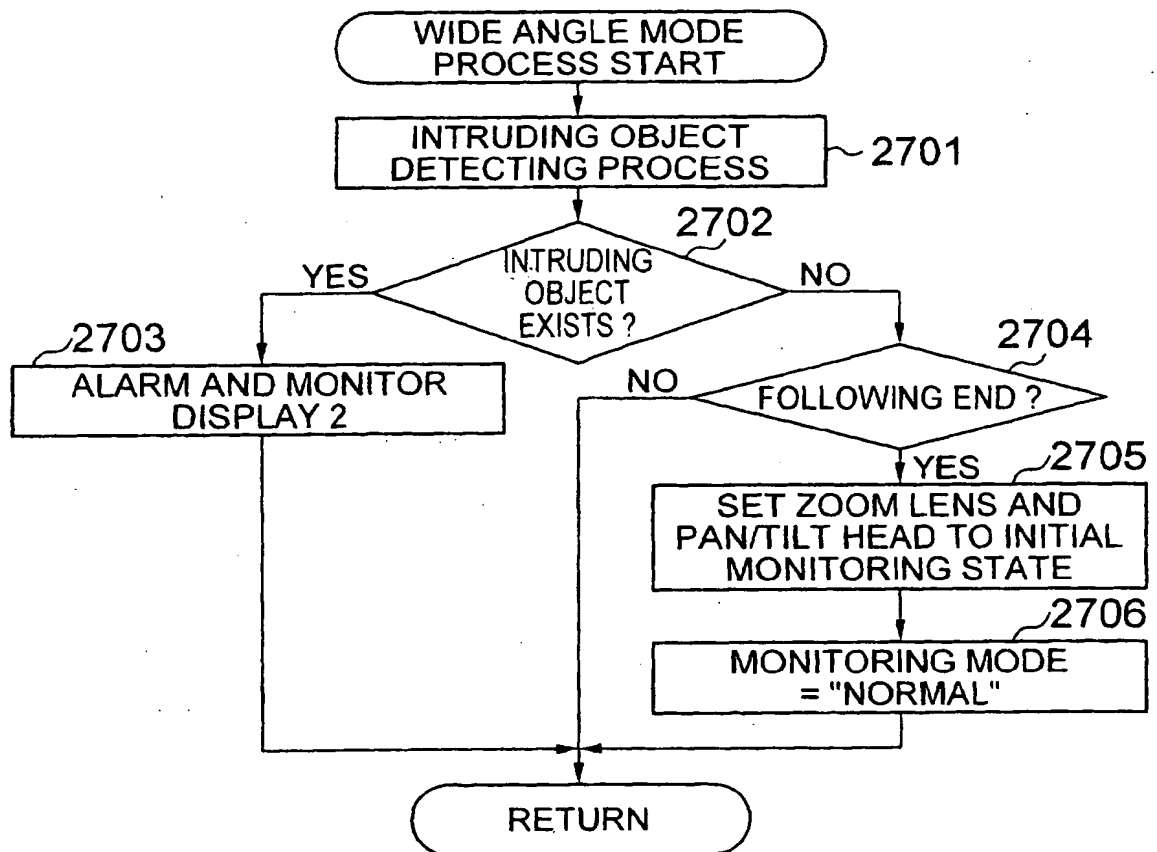 WIDE ANGLE MODE
PROCESS START
INTRUDING OBJECT
DETECTING PROCESS
2701
2702
INTRUDING
OBJECT
EXISTS ?
YES
NO
2703
ALARM AND MONITOR
DISPLAY 2
2704
FOLLOWING END ?
NO
YES
2705
SET ZOOM LENS AND
PAN/TILT HEAD TO INITIAL
MONITORING STATE
2706
MONITORING MODE
= "NORMAL"
RETURN